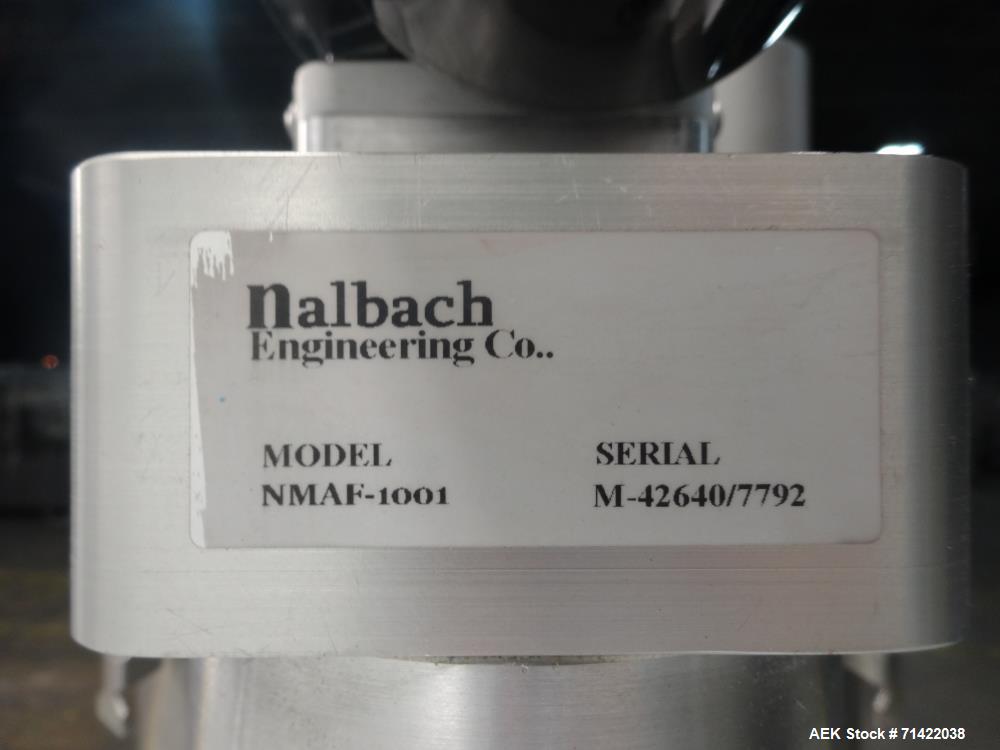 nalbach
Engineering Co..
MODEL
NMAF-1001
SERIAL
M-42640/7792
AEK Stock # 71422038